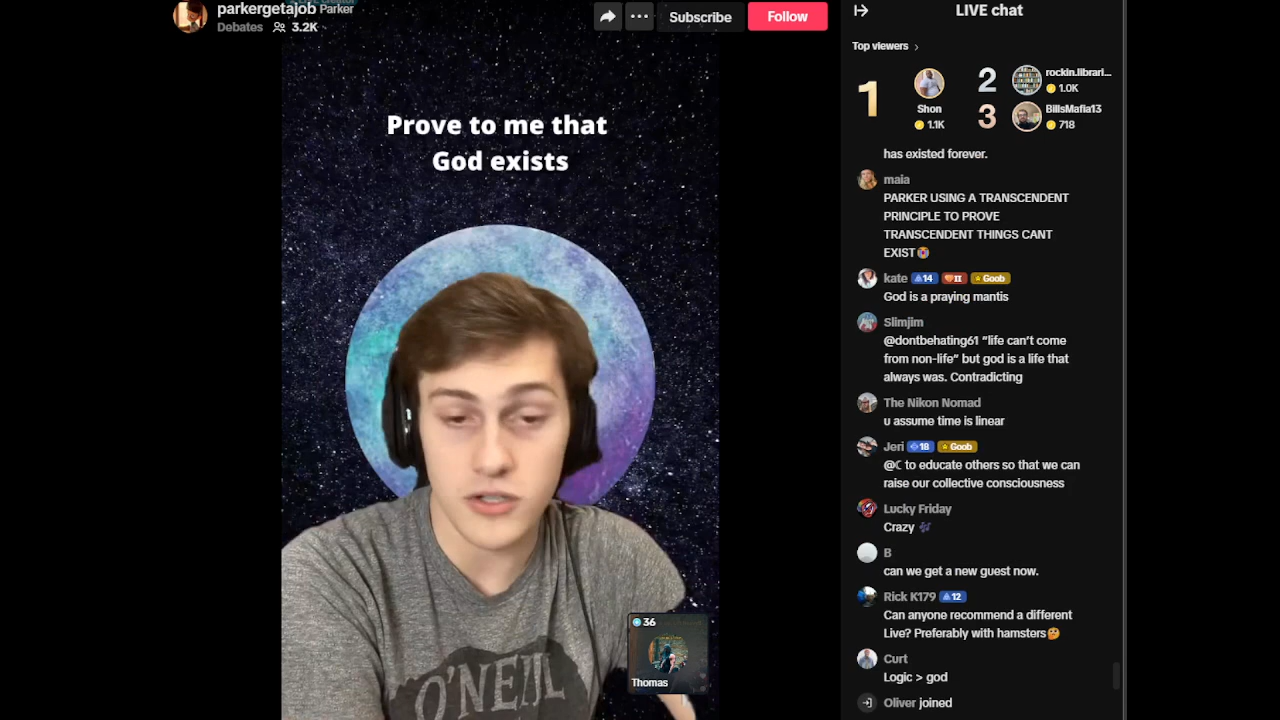 parkergetajob Parker
Debates 3.2K
Subscribe
Follow
Prove to me that
God exists
O'NEILL
36
Thomas
LIVE chat
Top viewers >
1
Shon
1.1K
2
rockin.librari...
1.0K
3
BillsMafia13
718
has existed forever.
maia
PARKER USING A TRANSCENDENT
PRINCIPLE TO PROVE
TRANSCENDENT THINGS CANT
EXIST
kate 14 II Goob
God is a praying mantis
Slimjim
@dontbehating61 “life can’t come
from non-life” but god is a life that
always was. Contradicting
The Nikon Nomad
u assume time is linear
Jeri 18 Goob
@☾ to educate others so that we can
raise our collective consciousness
Lucky Friday
Crazy
B
can we get a new guest now.
Rick K179 12
Can anyone recommend a different
Live? Preferably with hamsters🤔
Curt
Logic > god
Oliver joined